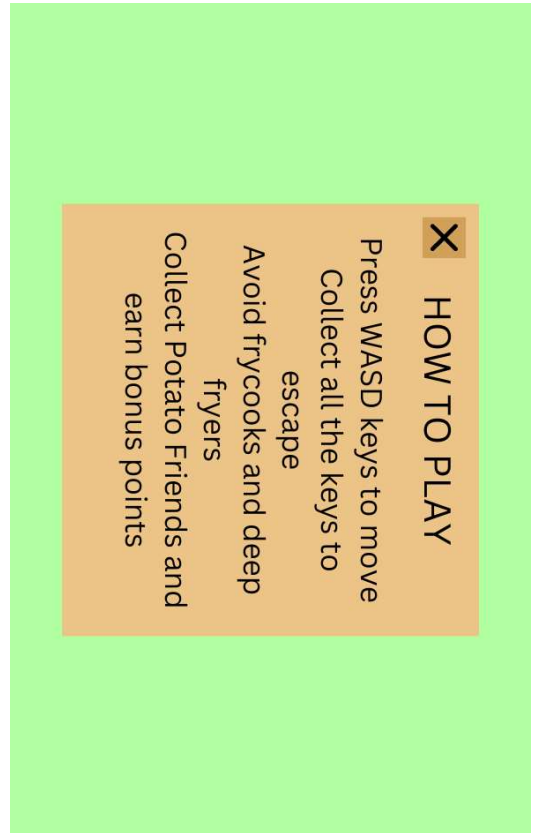 X HOW TO PLAY
Press WASD keys to move
Collect all the keys to
escape
Avoid frycooks and deep
fryers
Collect Potato Friends and
earn bonus points